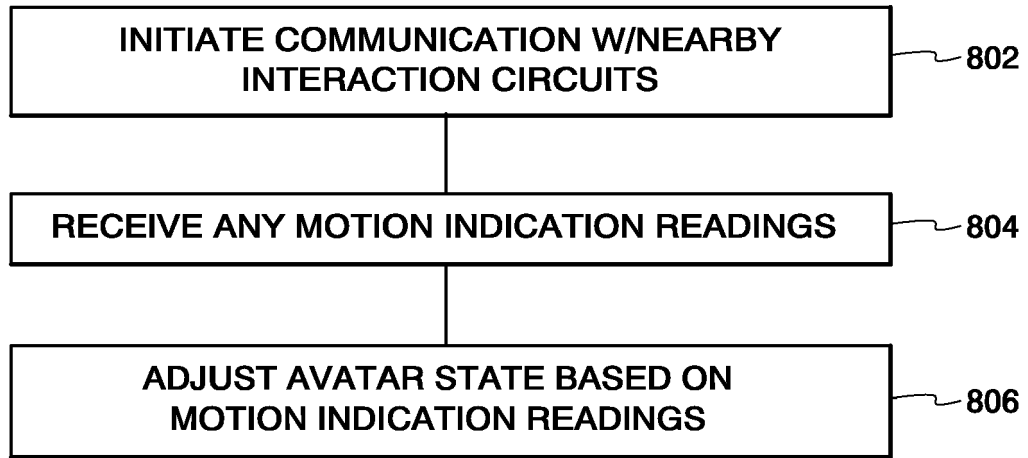 INITIATE COMMUNICATION W/NEARBY
INTERACTION CIRCUITS
802
RECEIVE ANY MOTION INDICATION READINGS
804
ADJUST AVATAR STATE BASED ON
MOTION INDICATION READINGS
806